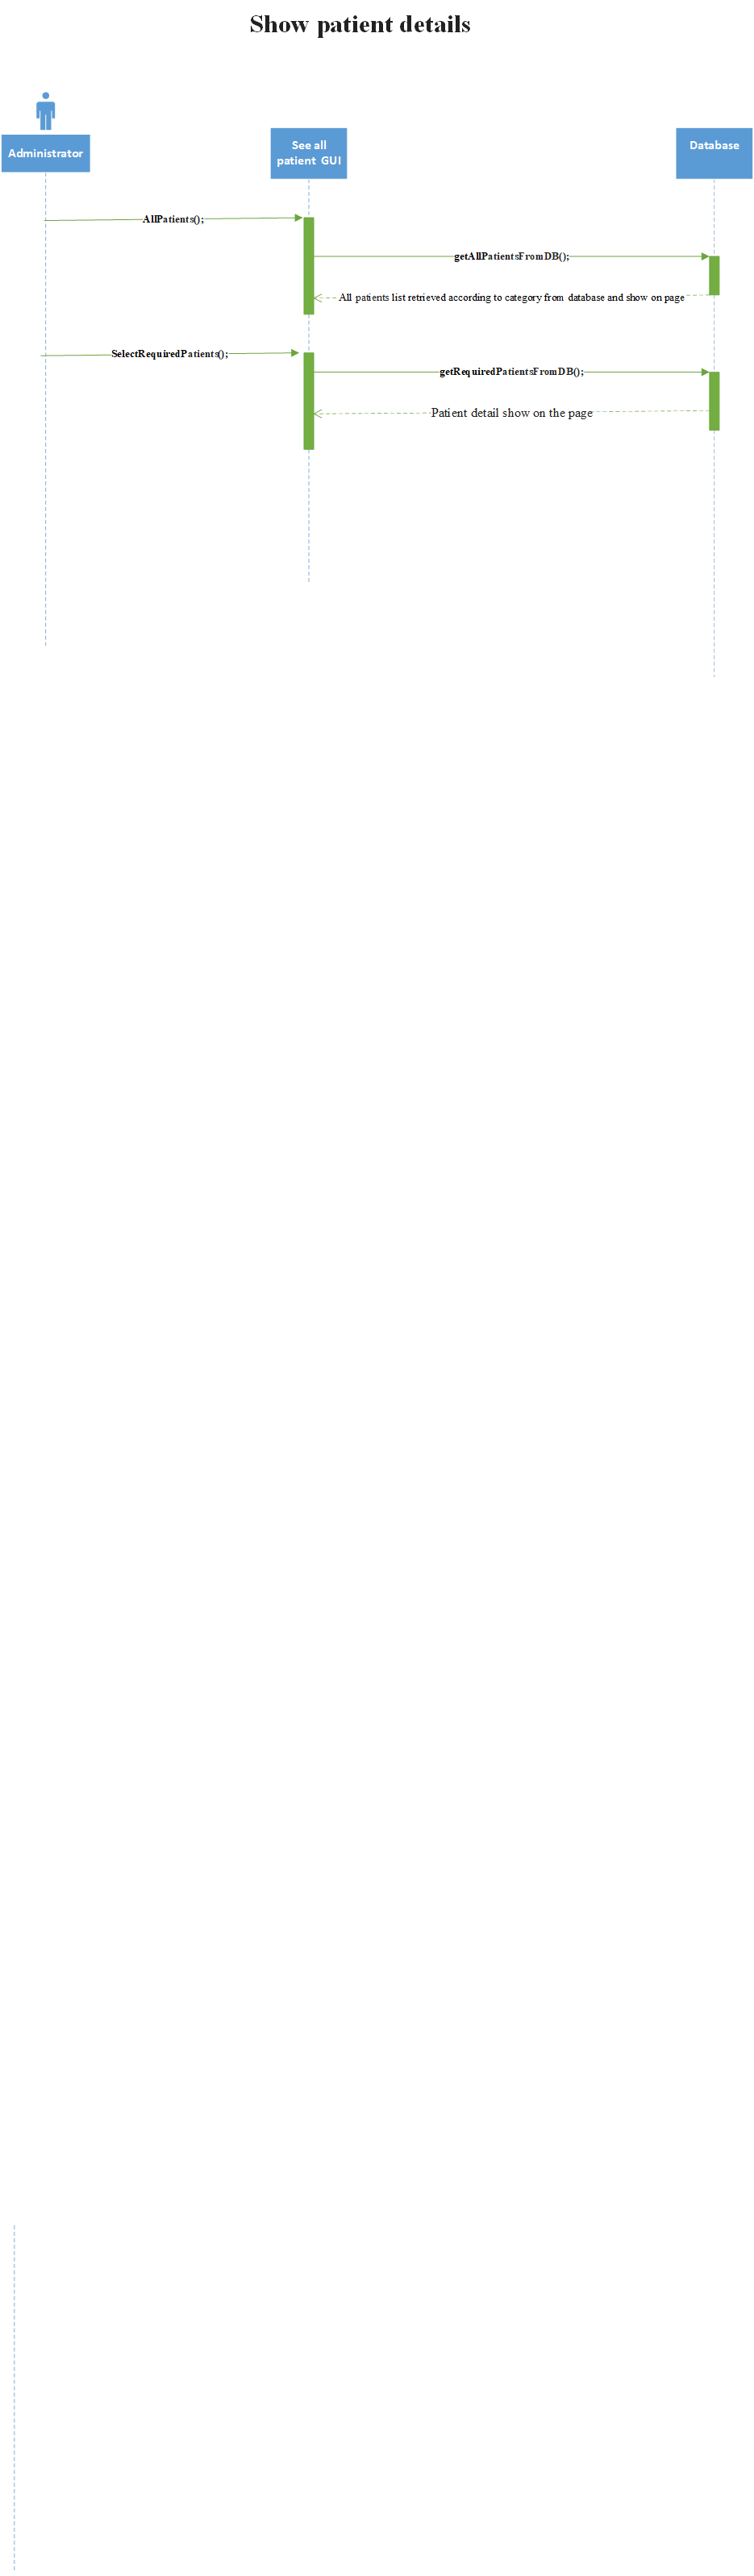 Show patient details
Administrator
See all
patient GUI
Database
AllPatients();
getAllPatientsFromDB();
All patients list retrieved according to category from database and show on page
SelectRequiredPatients();
getRequiredPatientsFromDB();
Patient detail show on the page